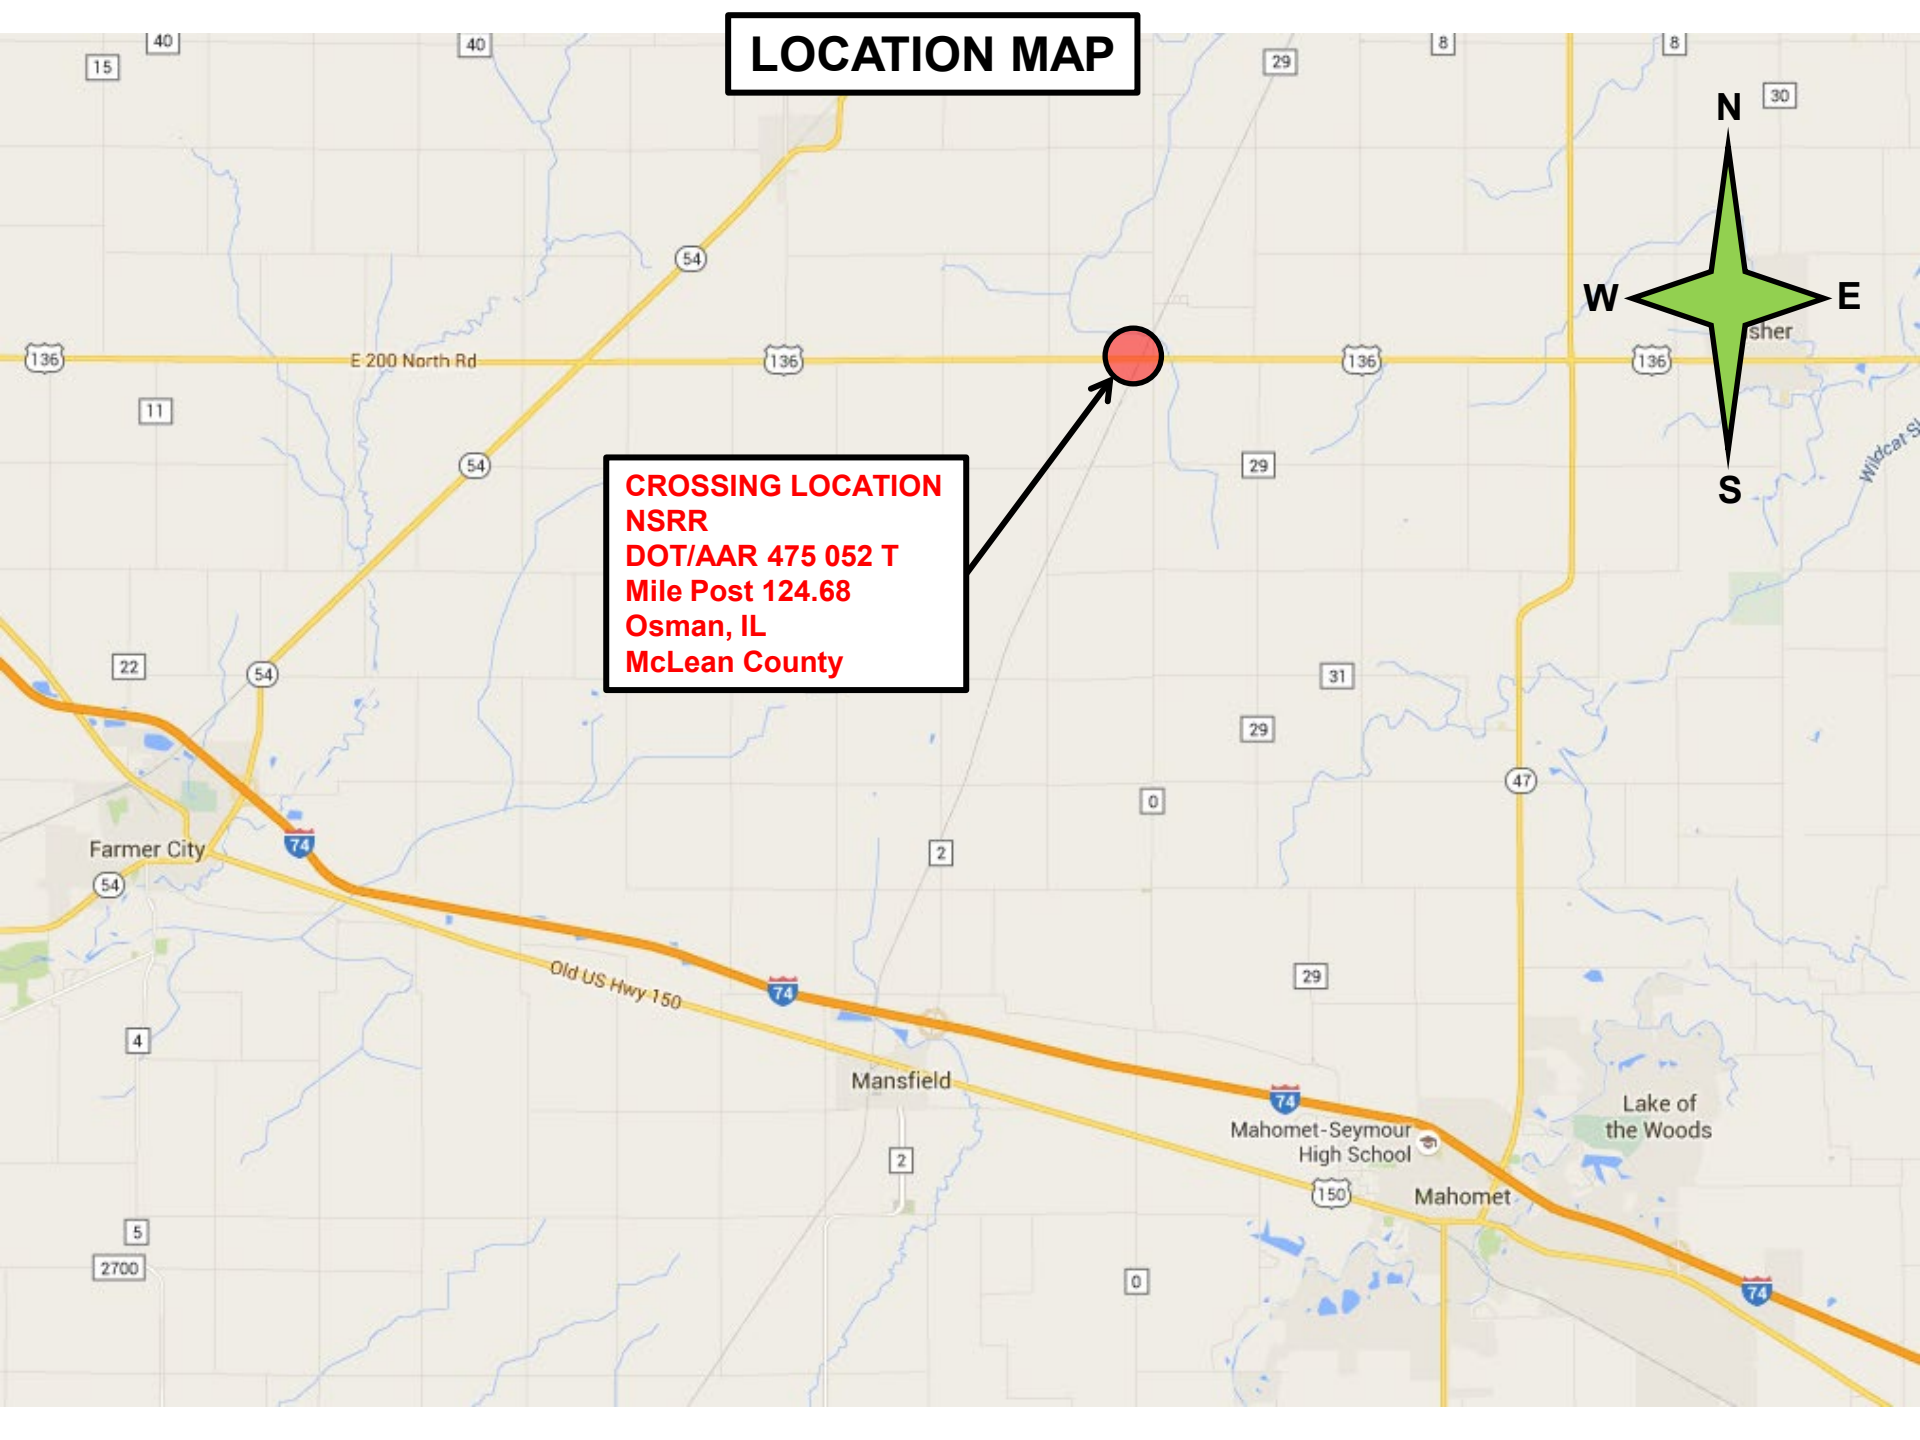 LOCATION MAP
40
40
15
29
8
8
30
N
54
W
E
sher
136
E 200 North Rd
136
136
136
11
54
29
Wildcat Sl
S
CROSSING LOCATION
NSRR
DOT/AAR 475 052 T
Mile Post 124.68
Osman, IL
McLean County
22
54
31
29
47
0
74
Farmer City
2
54
Old US Hwy 150
74
29
4
Mansfield
74
Lake of
the Woods
Mahomet-Seymour
High School
2
150
Mahomet
5
2700
0
74